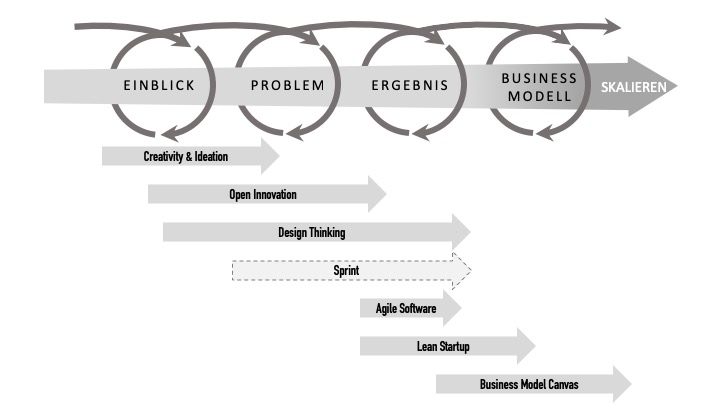 EINBLICK
PROBLEM
ERGEBNIS
BUSINESS
MODELL
SKALIEREN
Creativity & Ideation
Open Innovation
Design Thinking
Sprint
Agile Software
Lean Startup
Business Model Canvas